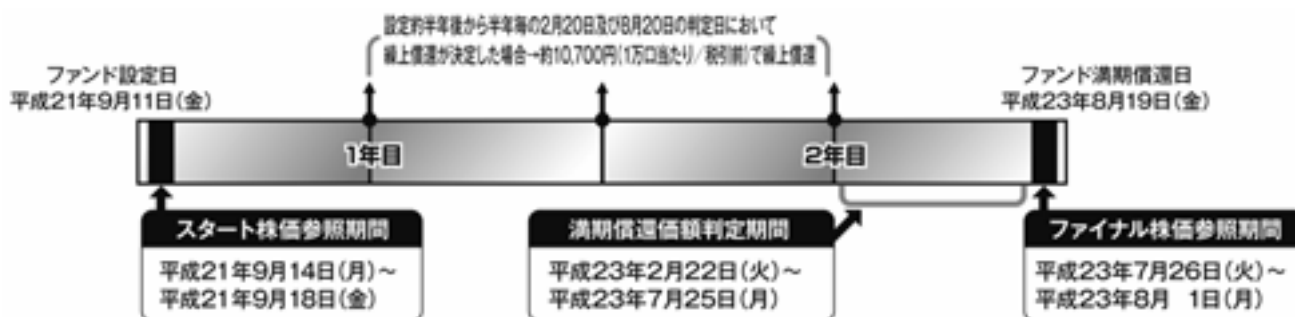 設定約半年後から半年毎の2月20日及び8月20日の判定日において
繰上償還が決定した場合→約10,700円(1万口当たり/税引前)で繰上償還
ファンド設定日
平成21年9月11日(金)
ファンド満期償還日
平成23年8月19日(金)
1年目
2年目
スタート株価参照期間
平成21年9月14日(月)~
平成21年9月18日(金)
満期償還価額判定期間
平成23年2月22日(火)~
平成23年7月25日(月)
ファイナル株価参照期間
平成23年7月26日(火)~
平成23年8月 1日(月)